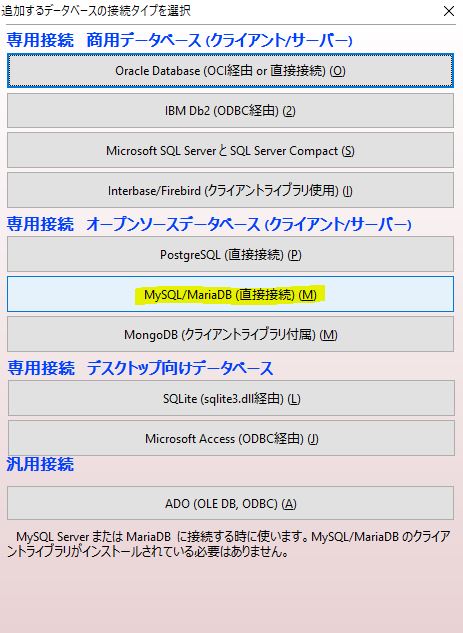 追加するデータベースの接続タイプを選択
専用接続 商用データベース (クライアント/サーバー)
Oracle Database (OCI経由 or 直接接続) (O)
IBM Db2 (ODBC経由) (2)
Microsoft SQL Server と SQL Server Compact (S)
Interbase/Firebird (クライアントライブラリ使用) (I)
専用接続 オープンソースデータベース (クライアント/サーバー)
PostgreSQL (直接接続) (P)
MySQL/MariaDB (直接接続) (M)
MongoDB (クライアントライブラリ付属) (M)
専用接続 デスクトップ向けデータベース
SQLite (sqlite3.dll経由) (L)
Microsoft Access (ODBC経由) (J)
汎用接続
ADO (OLE DB, ODBC) (A)
MySQL Server または MariaDB に接続する時に使います。MySQL/MariaDB のクライア
ントライブラリがインストールされている必要はありません。